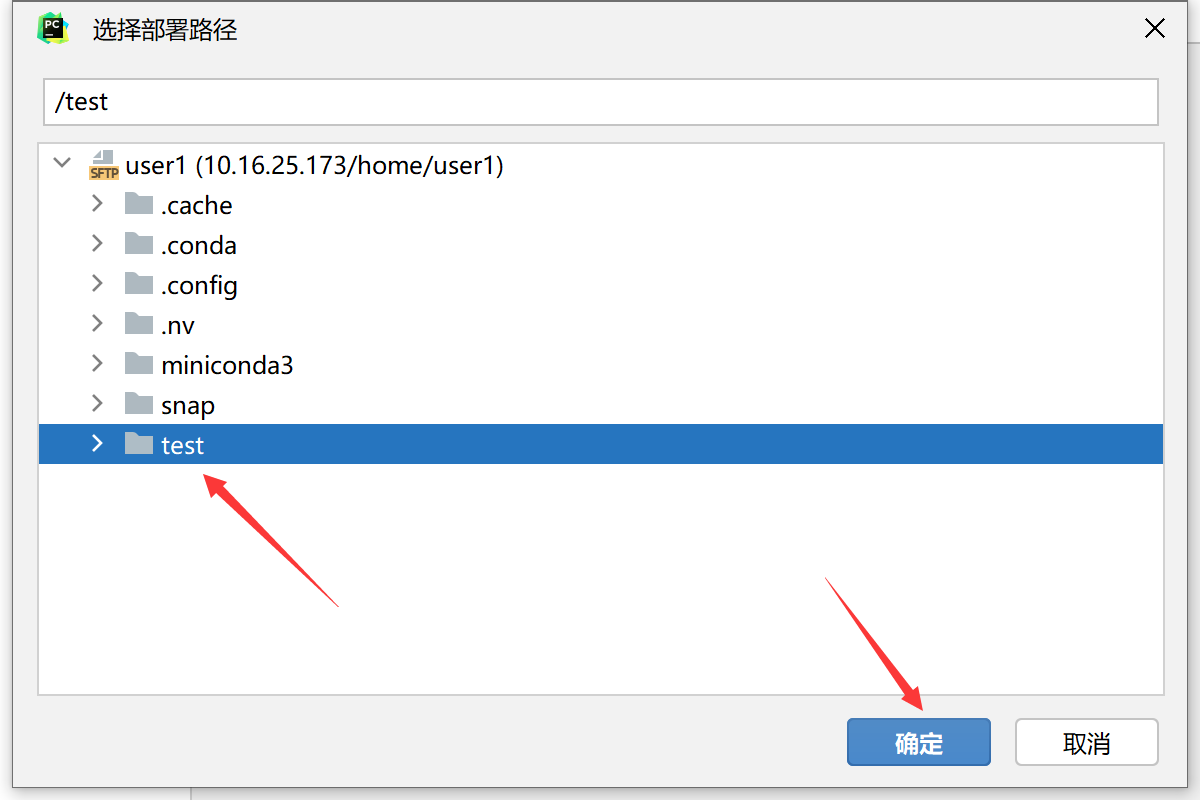 PC
选择部署路径
/test
SFTP user1 (10.16.25.173/home/user1)
.cache
.conda
.config
.nv
miniconda3
snap
test
确定 取消